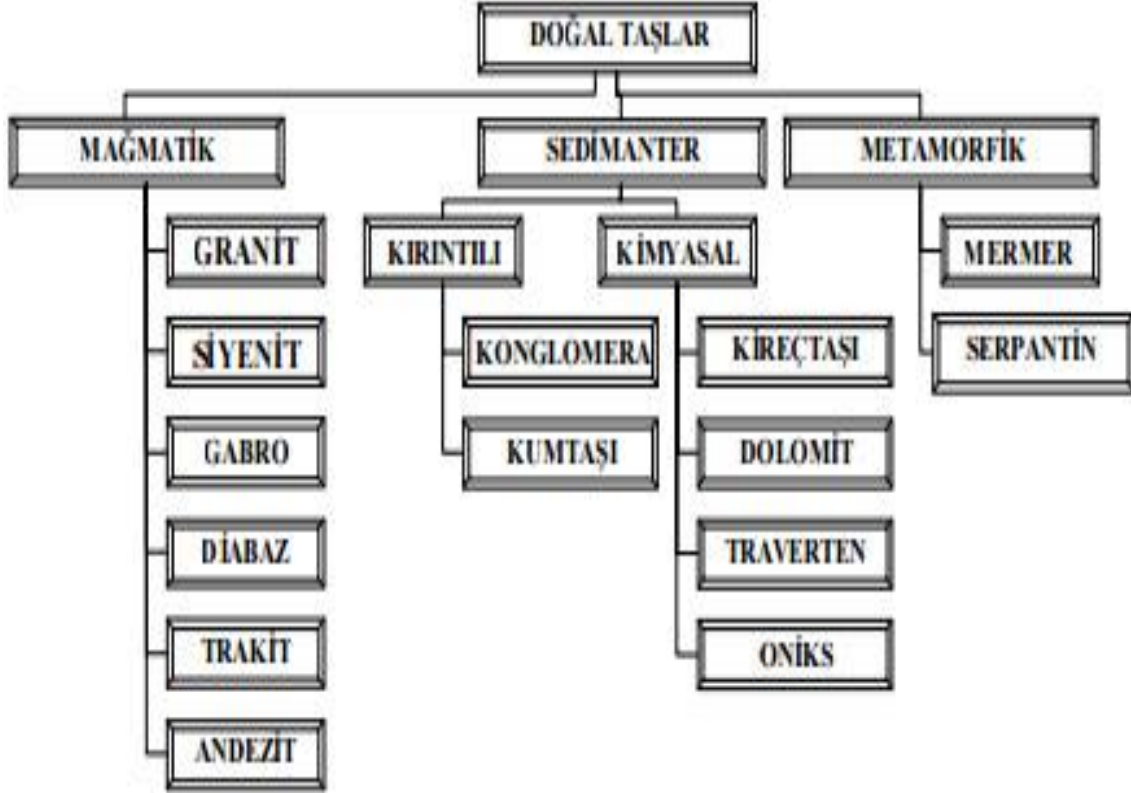 DOĞAL TAŞLAR
MAĞMATİK
SEDİMANTER
METAMORFİK
GRANİT
KIRINTILI
KİMYASAL
MERMER
SİYENİT
KONGLOMERA
KİREÇTAŞI
SERPANTİN
GABRO
KUMTAŞI
DOLOMİT
DİABAZ
TRAVERTEN
TRAKİT
ONİKS
ANDEZİT